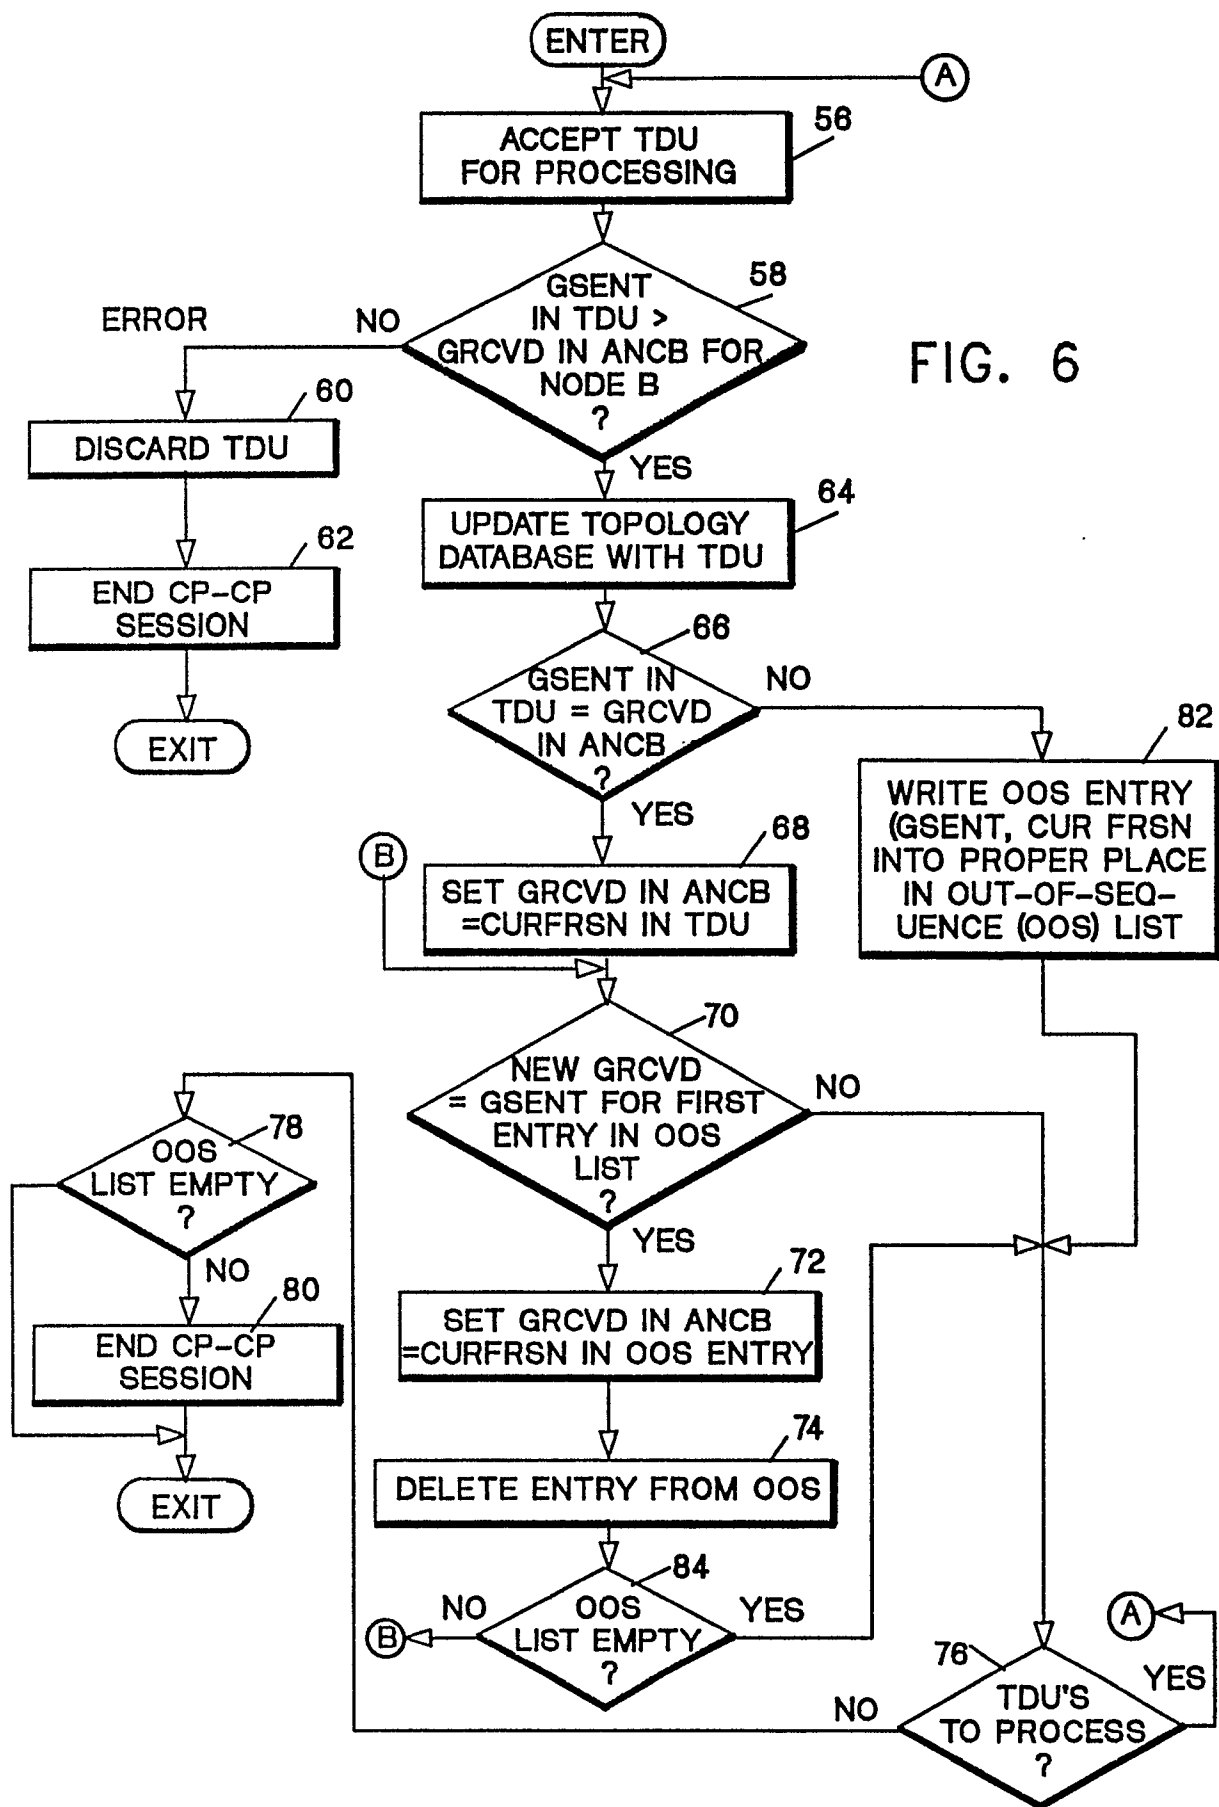 ENTER
A
56
ACCEPT TDU
FOR PROCESSING
58
GSENT
IN TDU >
GRCVD IN ANCB FOR
NODE B
?
ERROR
NO
FIG. 6
60
DISCARD TDU
YES
64
UPDATE TOPOLOGY
DATABASE WITH TDU
62
END CP-CP
SESSION
EXIT
66
GSENT IN
TDU = GRCVD
IN ANCB
?
NO
82
WRITE OOS ENTRY
(GSENT, CUR FRSN
INTO PROPER PLACE
IN OUT-OF-SEQ-
UENCE (OOS) LIST
YES
B
68
SET GRCVD IN ANCB
=CURFRSN IN TDU
70
NEW GRCVD
= GSENT FOR FIRST
ENTRY IN OOS
LIST
?
NO
78
OOS
LIST EMPTY
?
NO
YES
72
SET GRCVD IN ANCB
=CURFRSN IN OOS ENTRY
80
END CP-CP
SESSION
EXIT
74
DELETE ENTRY FROM OOS
84
OOS
LIST EMPTY
?
NO
B
YES
A
76
TDU'S
TO PROCESS
?
YES
NO